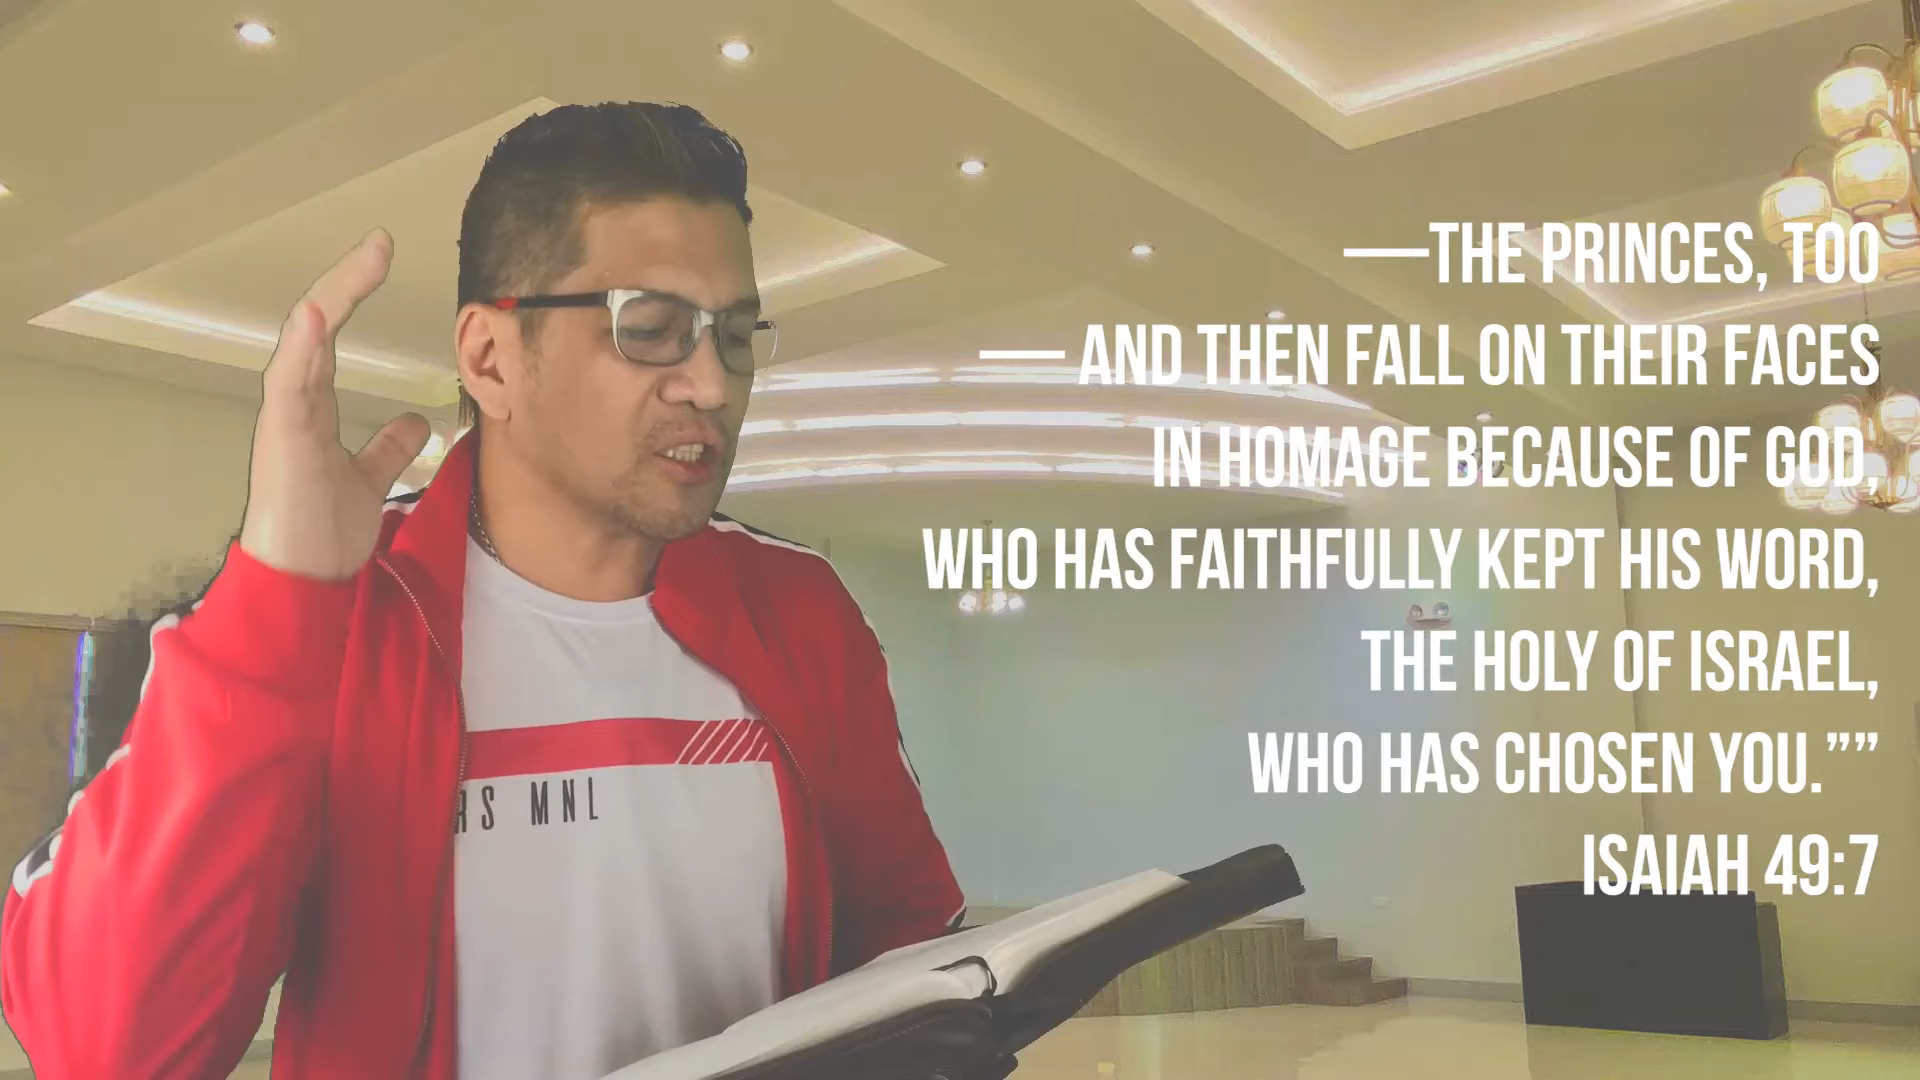 —THE PRINCES, TOO
— AND THEN FALL ON THEIR FACES
IN HOMAGE BECAUSE OF GOD,
WHO HAS FAITHFULLY KEPT HIS WORD,
THE HOLY OF ISRAEL,
WHO HAS CHOSEN YOU.””
ISAIAH 49:7
RS MNL